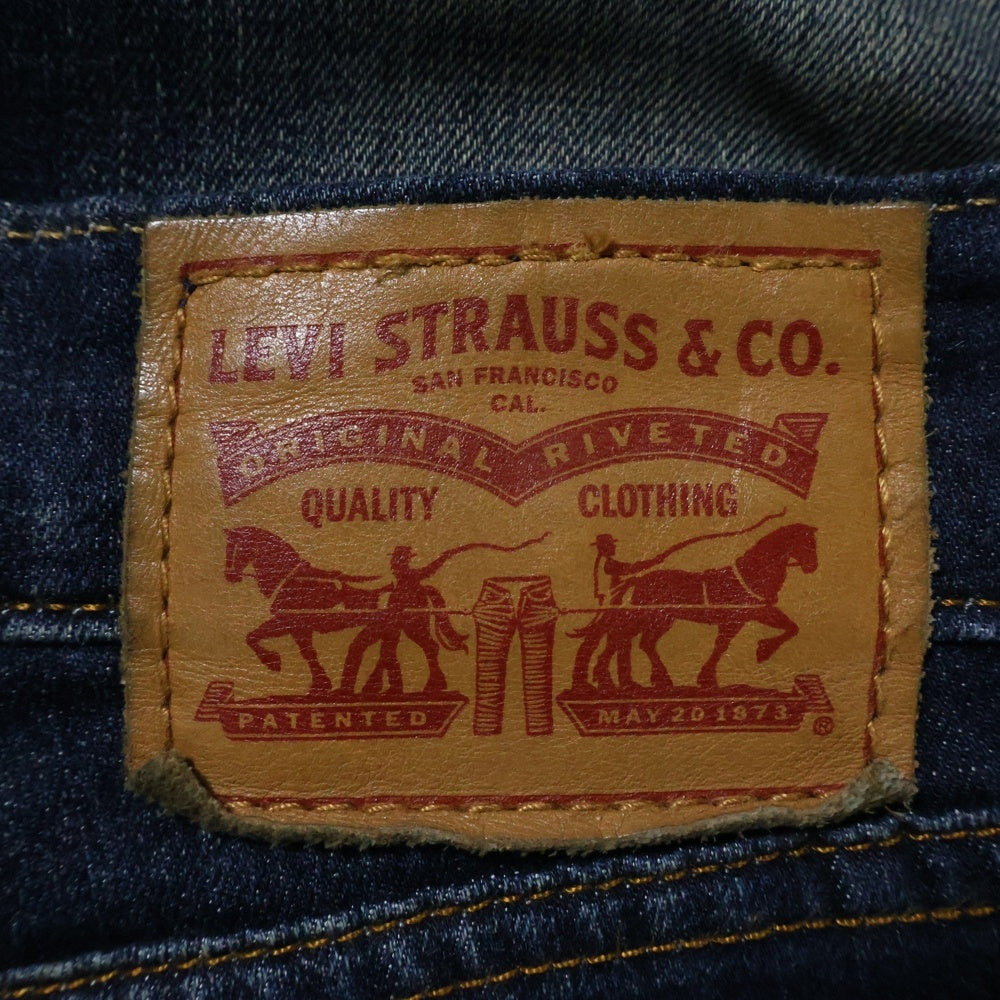 LEVI STRAUSS & CO.
SAN FRANCISCO
CAL.
ORIGINAL RIVETED
QUALITY CLOTHING
PATENTED MAY 20 1873 ®